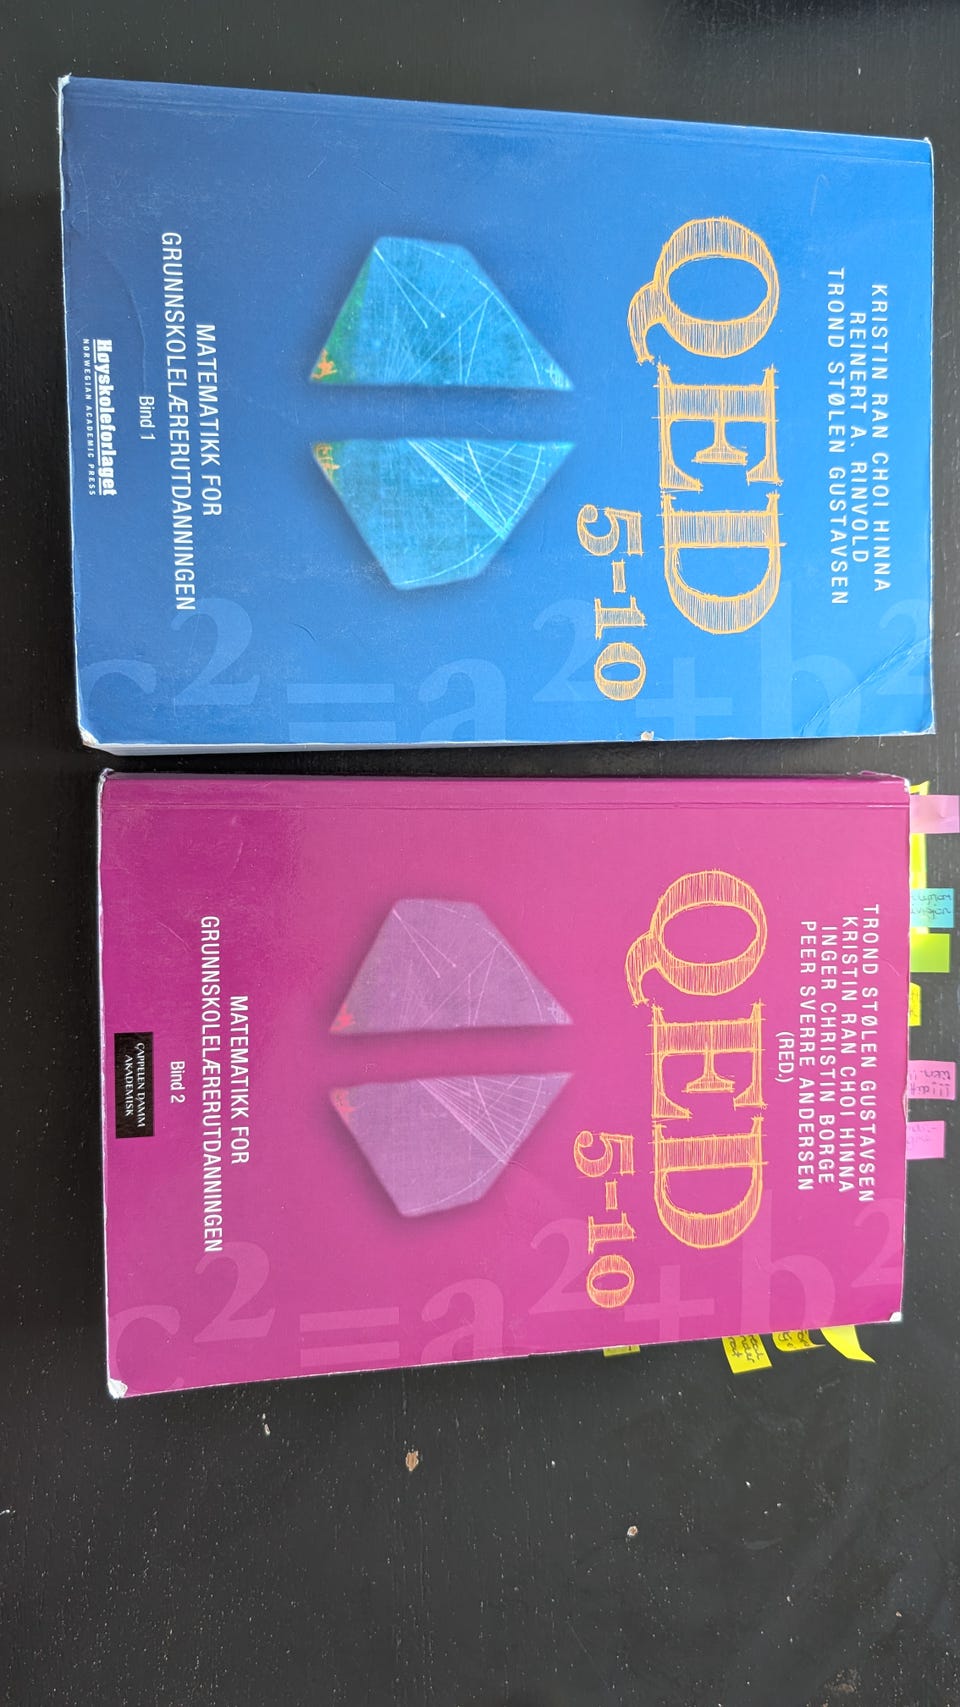 KRISTIN RAN CHOI HINNA
REINERT A. RINVOLD
TROND STØLEN GUSTAVSEN
QED
5-10
MATEMATIKK FOR
GRUNNSKOLELÆRERUTDANNINGEN
Bind 1
Høyskoleforlaget
NORWEGIAN ACADEMIC PRESS
c²=a²+b²
TROND STØLEN GUSTAVSEN
KRISTIN RAN CHOI HINNA
INGER CHRISTIN BORGE
PEER SVERRE ANDERSEN
(RED.)
QED
5-10
MATEMATIKK FOR
GRUNNSKOLELÆRERUTDANNINGEN
Bind 2
CAPPELEN DAMM
AKADEMISK
c²=a²+b²